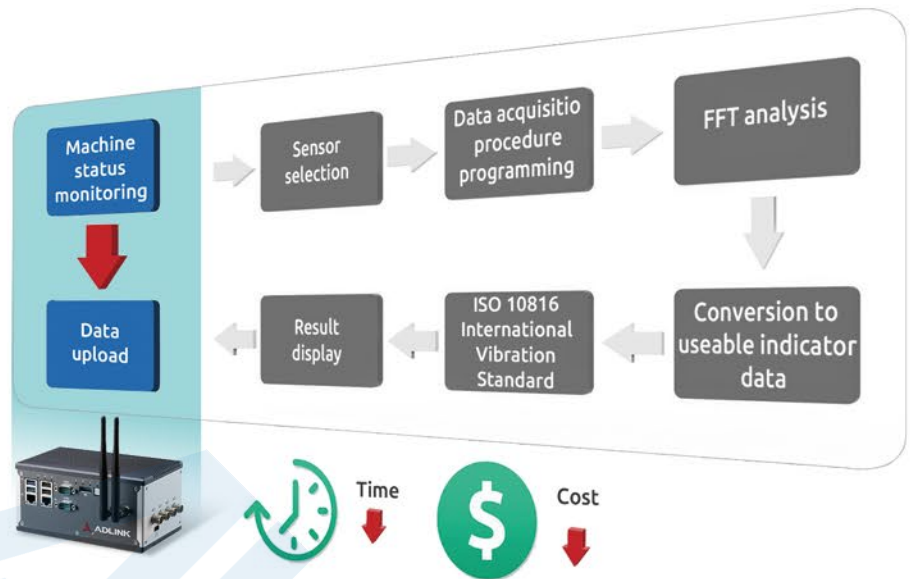 Machine
status
monitoring
Sensor
selection
Data acquisitio
procedure
programming
FFT analysis
Data
upload
Result
display
ISO 10816
International
Vibration
Standard
Conversion to
useable indicator
data
ADLINK
Time
$
Cost